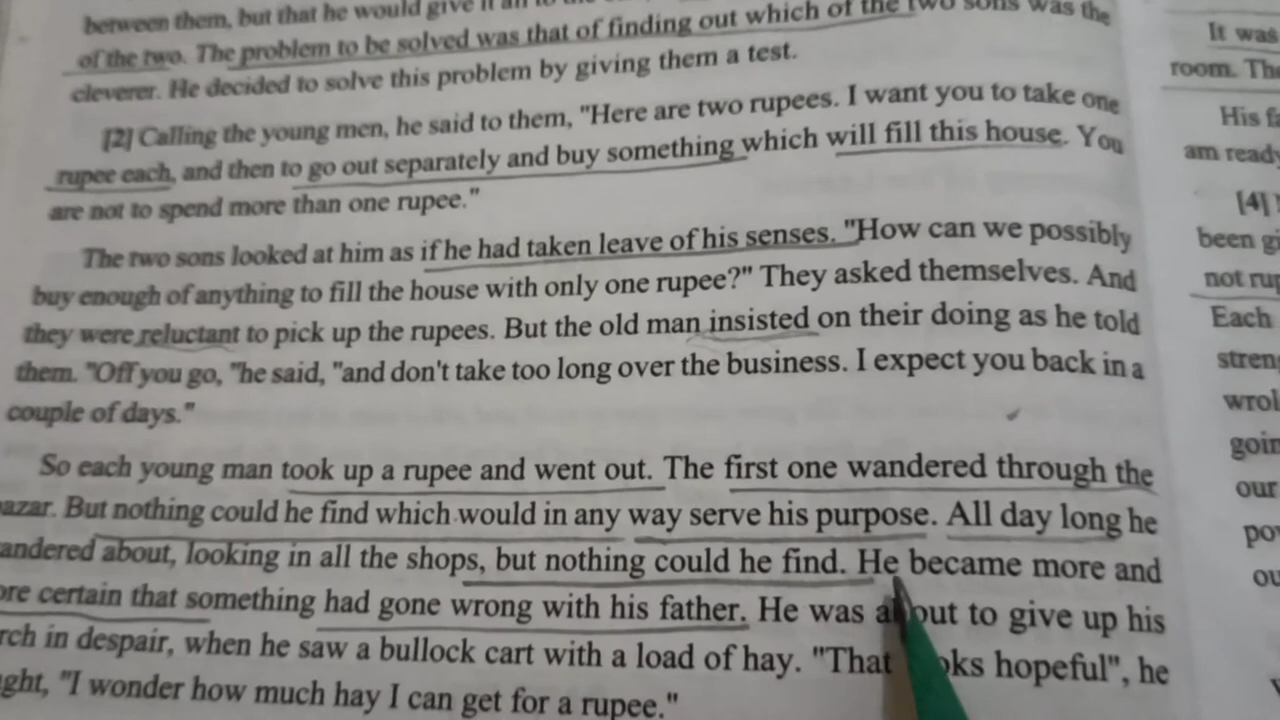 between them, but that he would give it all to the
of the two. The problem to be solved was that of finding out which of the two sons was the
cleverer. He decided to solve this problem by giving them a test.
[2] Calling the young men, he said to them, "Here are two rupees. I want you to take one
rupee each, and then to go out separately and buy something which will fill this house. You
are not to spend more than one rupee."
The two sons looked at him as if he had taken leave of his senses. "How can we possibly
buy enough of anything to fill the house with only one rupee?" They asked themselves. And
they were reluctant to pick up the rupees. But the old man insisted on their doing as he told
them. "Off you go, "he said, "and don't take too long over the business. I expect you back in a
couple of days."
So each young man took up a rupee and went out. The first one wandered through the
azar. But nothing could he find which would in any way serve his purpose. All day long he
andered about, looking in all the shops, but nothing could he find. He became more and
ore certain that something had gone wrong with his father. He was about to give up his
rch in despair, when he saw a bullock cart with a load of hay. "That oks hopeful", he
ght, "I wonder how much hay I can get for a rupee."
It was
room. The
His fa
am ready
[4]
been gi
not rup
Each
stren
wrol
goin
our
po
ou